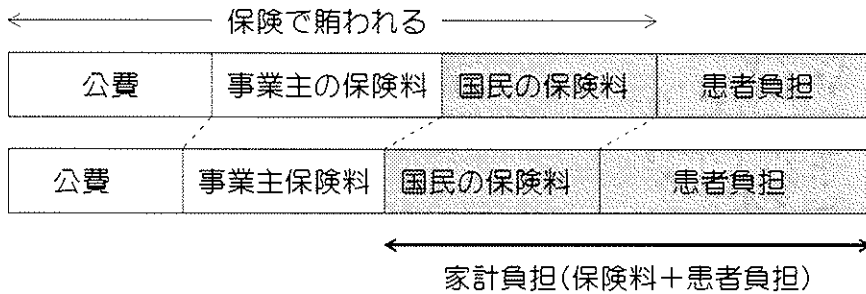 保険で賄われる
公費 事業主の保険料 国民の保険料 患者負担
公費 事業主保険料 国民の保険料 患者負担
家計負担(保険料＋患者負担)